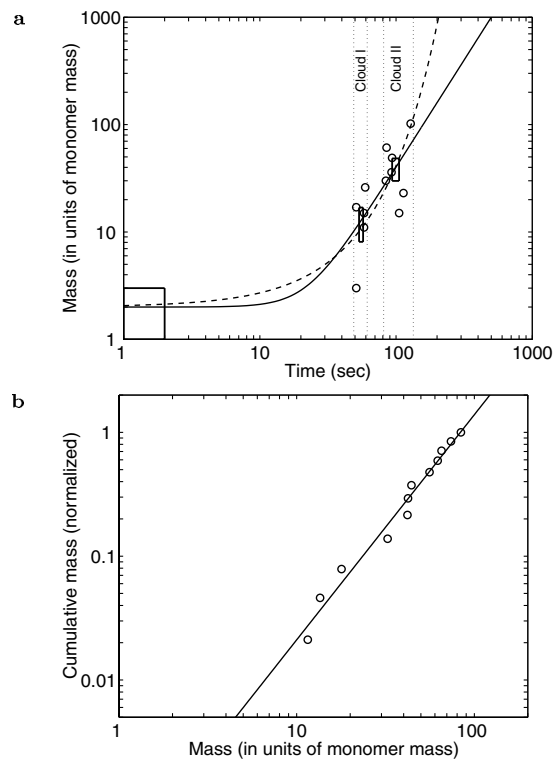 a
1000
100
10
1
Mass (in units of monomer mass)
Cloud I
Cloud II
1
10
100
1000
Time (sec)
b
1
0.1
0.01
Cumulative mass (normalized)
1
10
100
Mass (in units of monomer mass)